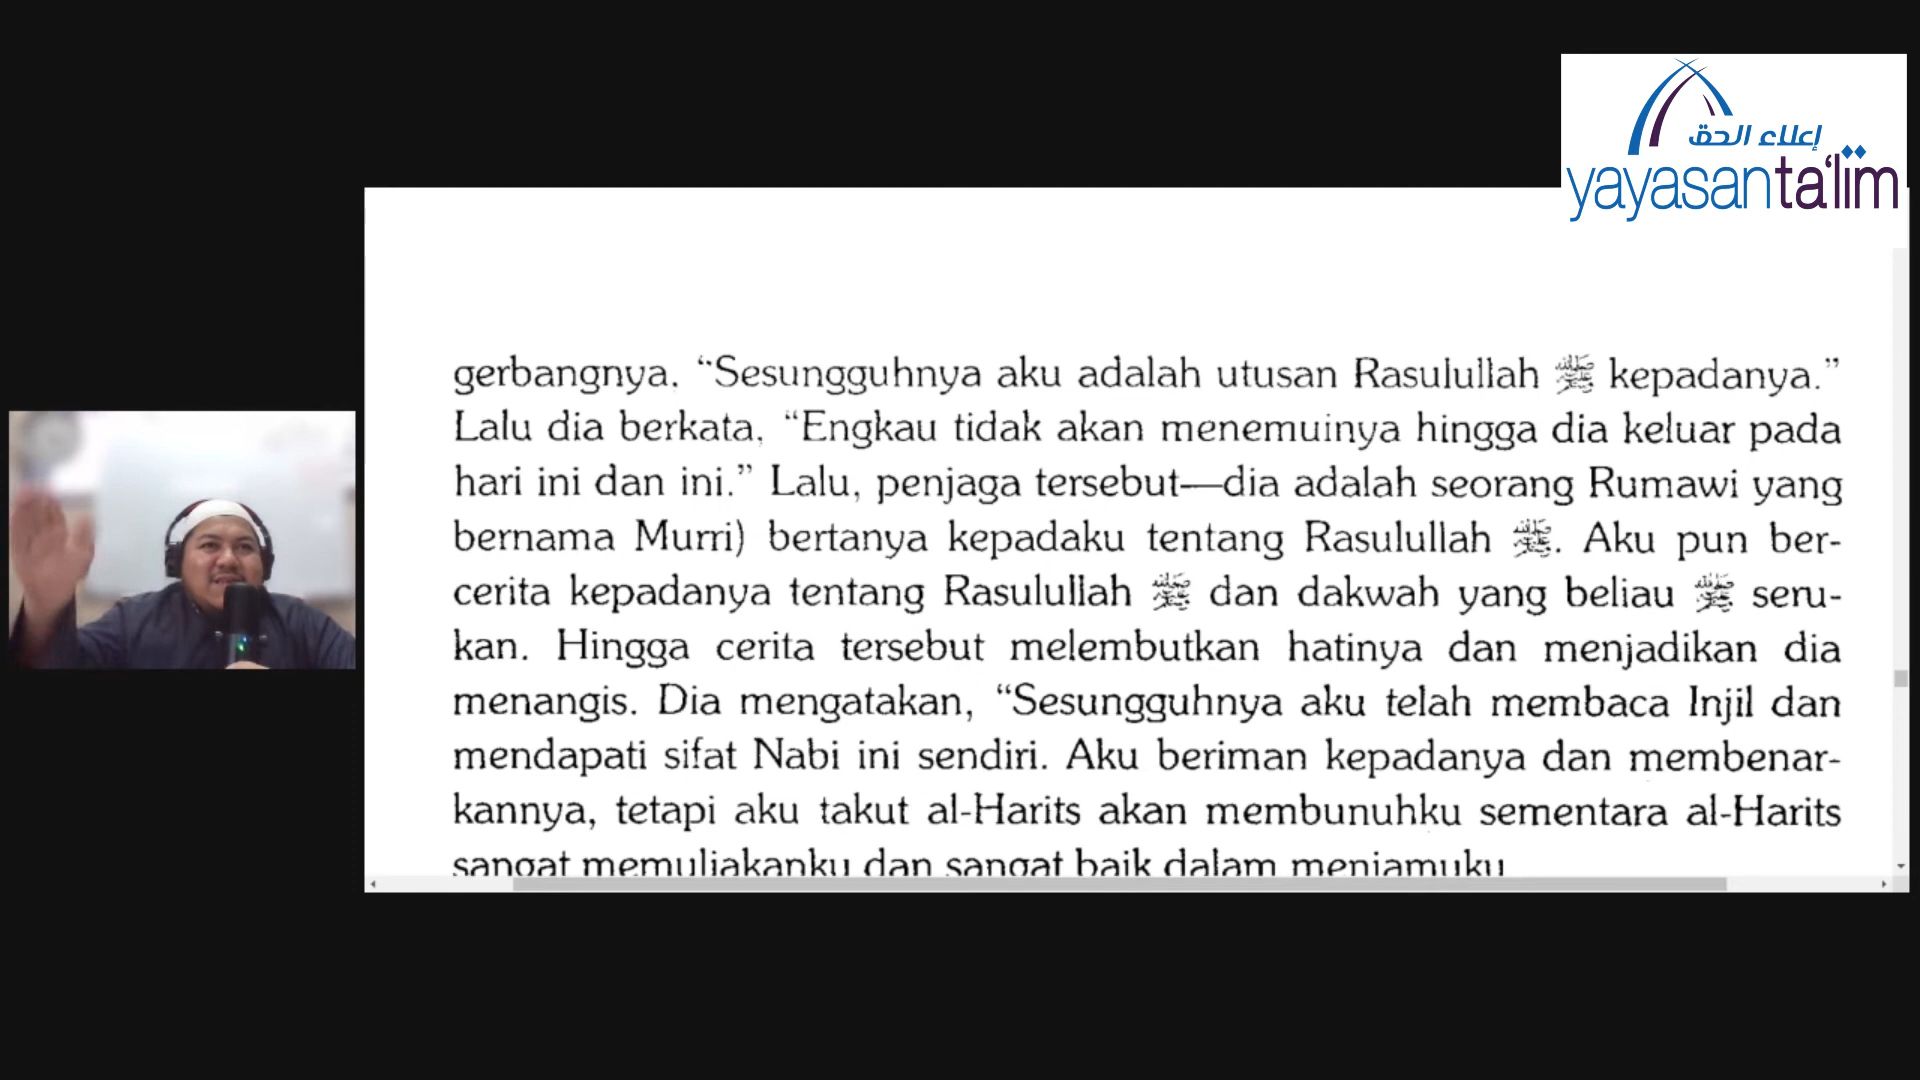 إعلاء الحق
yayasanta'lim
gerbangnya. “Sesungguhnya aku adalah utusan Rasulullah ﷺ kepadanya.”
Lalu dia berkata, “Engkau tidak akan menemuinya hingga dia keluar pada
hari ini dan ini.” Lalu, penjaga tersebut—dia adalah seorang Rumawi yang
bernama Murri) bertanya kepadaku tentang Rasulullah ﷺ. Aku pun ber-
cerita kepadanya tentang Rasulullah ﷺ dan dakwah yang beliau ﷺ seru-
kan. Hingga cerita tersebut melembutkan hatinya dan menjadikan dia
menangis. Dia mengatakan, “Sesungguhnya aku telah membaca Injil dan
mendapati sifat Nabi ini sendiri. Aku beriman kepadanya dan membenar-
kannya, tetapi aku takut al-Harits akan membunuhku sementara al-Harits
sangat memuliakanku dan sangat baik dalam menjamuku